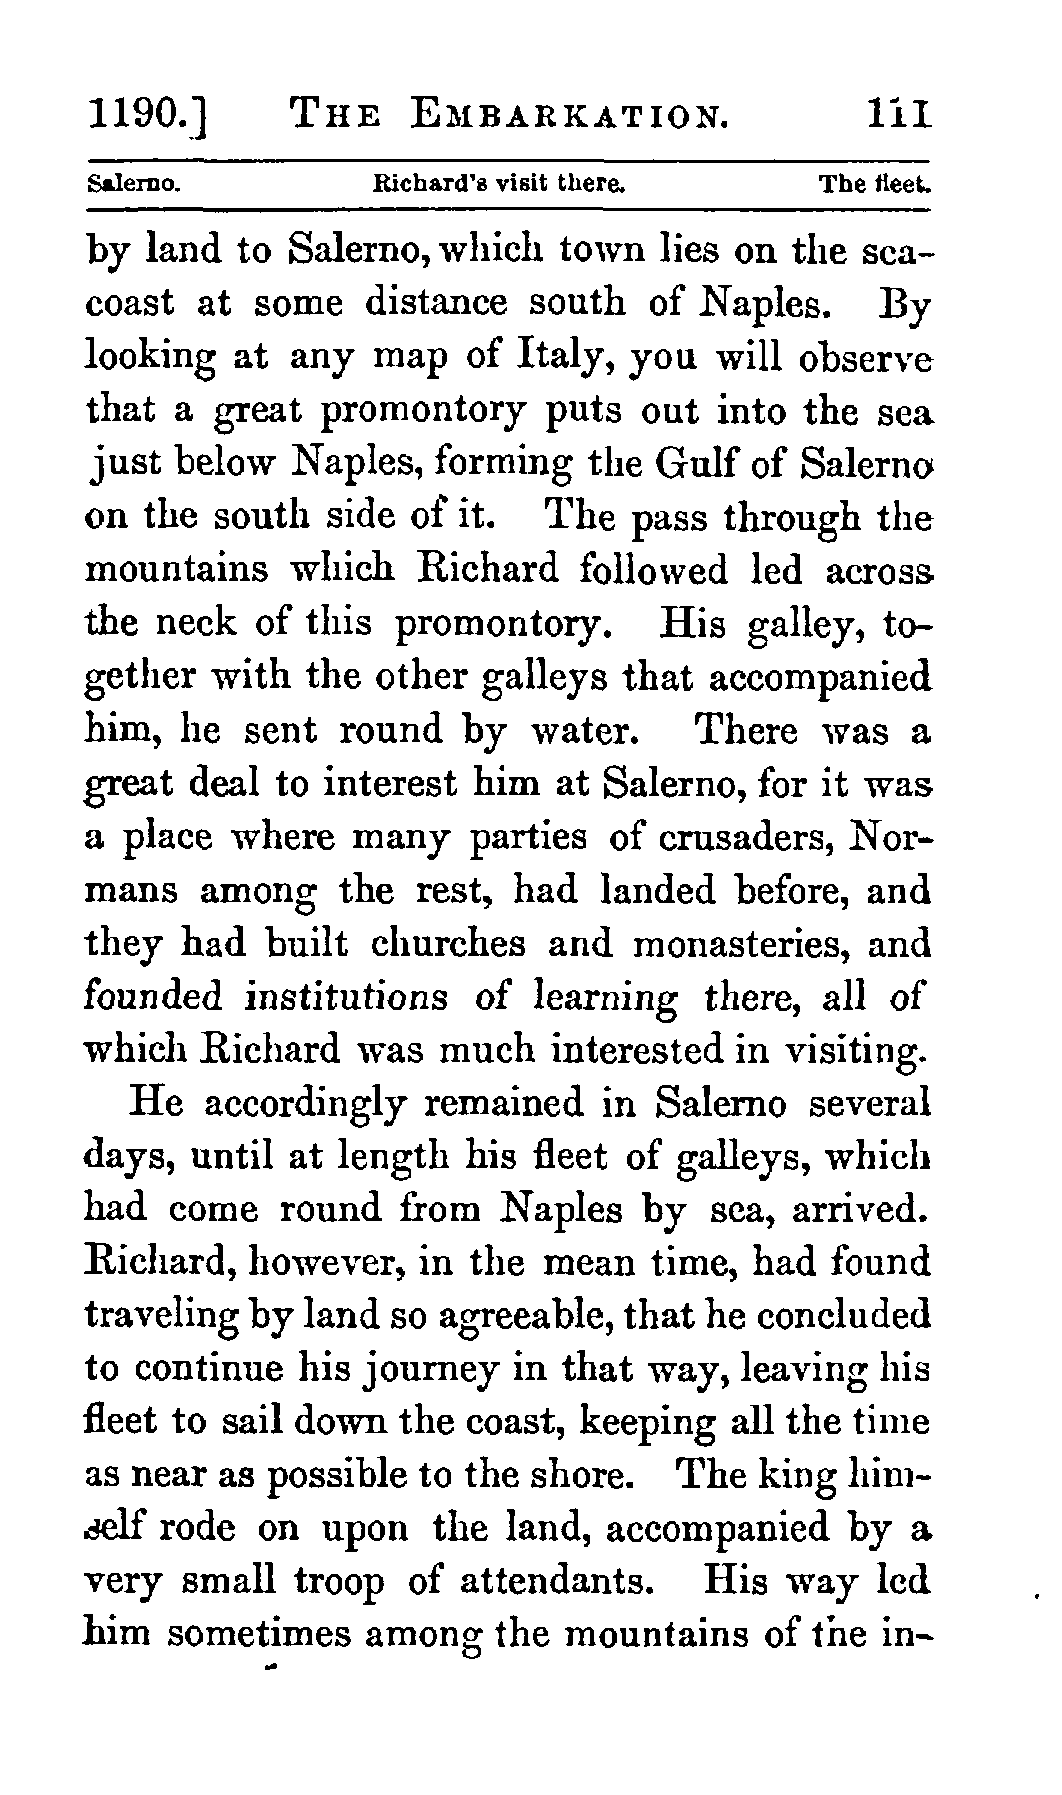 1190.] THE EMBARKATION. 111
Salerno. Richard's visit there. The fleet.
by land to Salerno, which town lies on the sea-
coast at some distance south of Naples. By
looking at any map of Italy, you will observe
that a great promontory puts out into the sea
just below Naples, forming the Gulf of Salerno
on the south side of it. The pass through the
mountains which Richard followed led across
the neck of this promontory. His galley, to-
gether with the other galleys that accompanied
him, he sent round by water. There was a
great deal to interest him at Salerno, for it was
a place where many parties of crusaders, Nor-
mans among the rest, had landed before, and
they had built churches and monasteries, and
founded institutions of learning there, all of
which Richard was much interested in visiting.
He accordingly remained in Salerno several
days, until at length his fleet of galleys, which
had come round from Naples by sea, arrived.
Richard, however, in the mean time, had found
traveling by land so agreeable, that he concluded
to continue his journey in that way, leaving his
fleet to sail down the coast, keeping all the time
as near as possible to the shore. The king him-
self rode on upon the land, accompanied by a
very small troop of attendants. His way led
him sometimes among the mountains of the in-